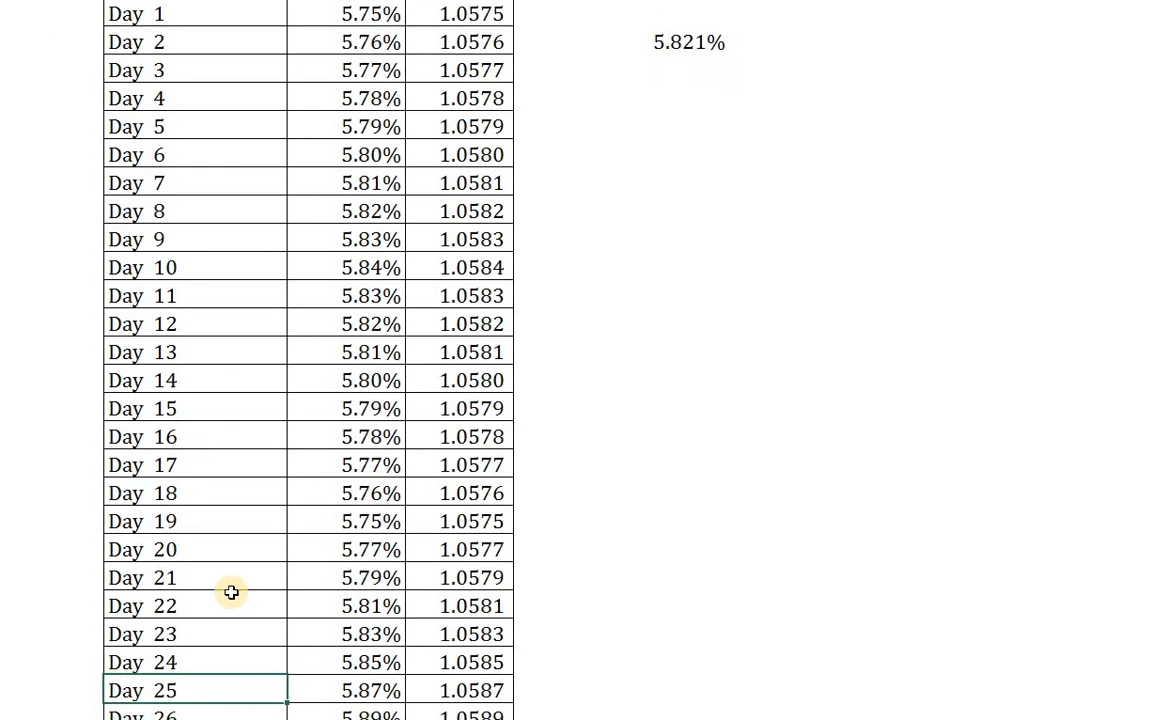 Day 1 5.75% 1.0575
Day 2 5.76% 1.0576 5.821%
Day 3 5.77% 1.0577
Day 4 5.78% 1.0578
Day 5 5.79% 1.0579
Day 6 5.80% 1.0580
Day 7 5.81% 1.0581
Day 8 5.82% 1.0582
Day 9 5.83% 1.0583
Day 10 5.84% 1.0584
Day 11 5.83% 1.0583
Day 12 5.82% 1.0582
Day 13 5.81% 1.0581
Day 14 5.80% 1.0580
Day 15 5.79% 1.0579
Day 16 5.78% 1.0578
Day 17 5.77% 1.0577
Day 18 5.76% 1.0576
Day 19 5.75% 1.0575
Day 20 5.77% 1.0577
Day 21 5.79% 1.0579
Day 22 5.81% 1.0581
Day 23 5.83% 1.0583
Day 24 5.85% 1.0585
Day 25 5.87% 1.0587
Day 26 5.89% 1.0589